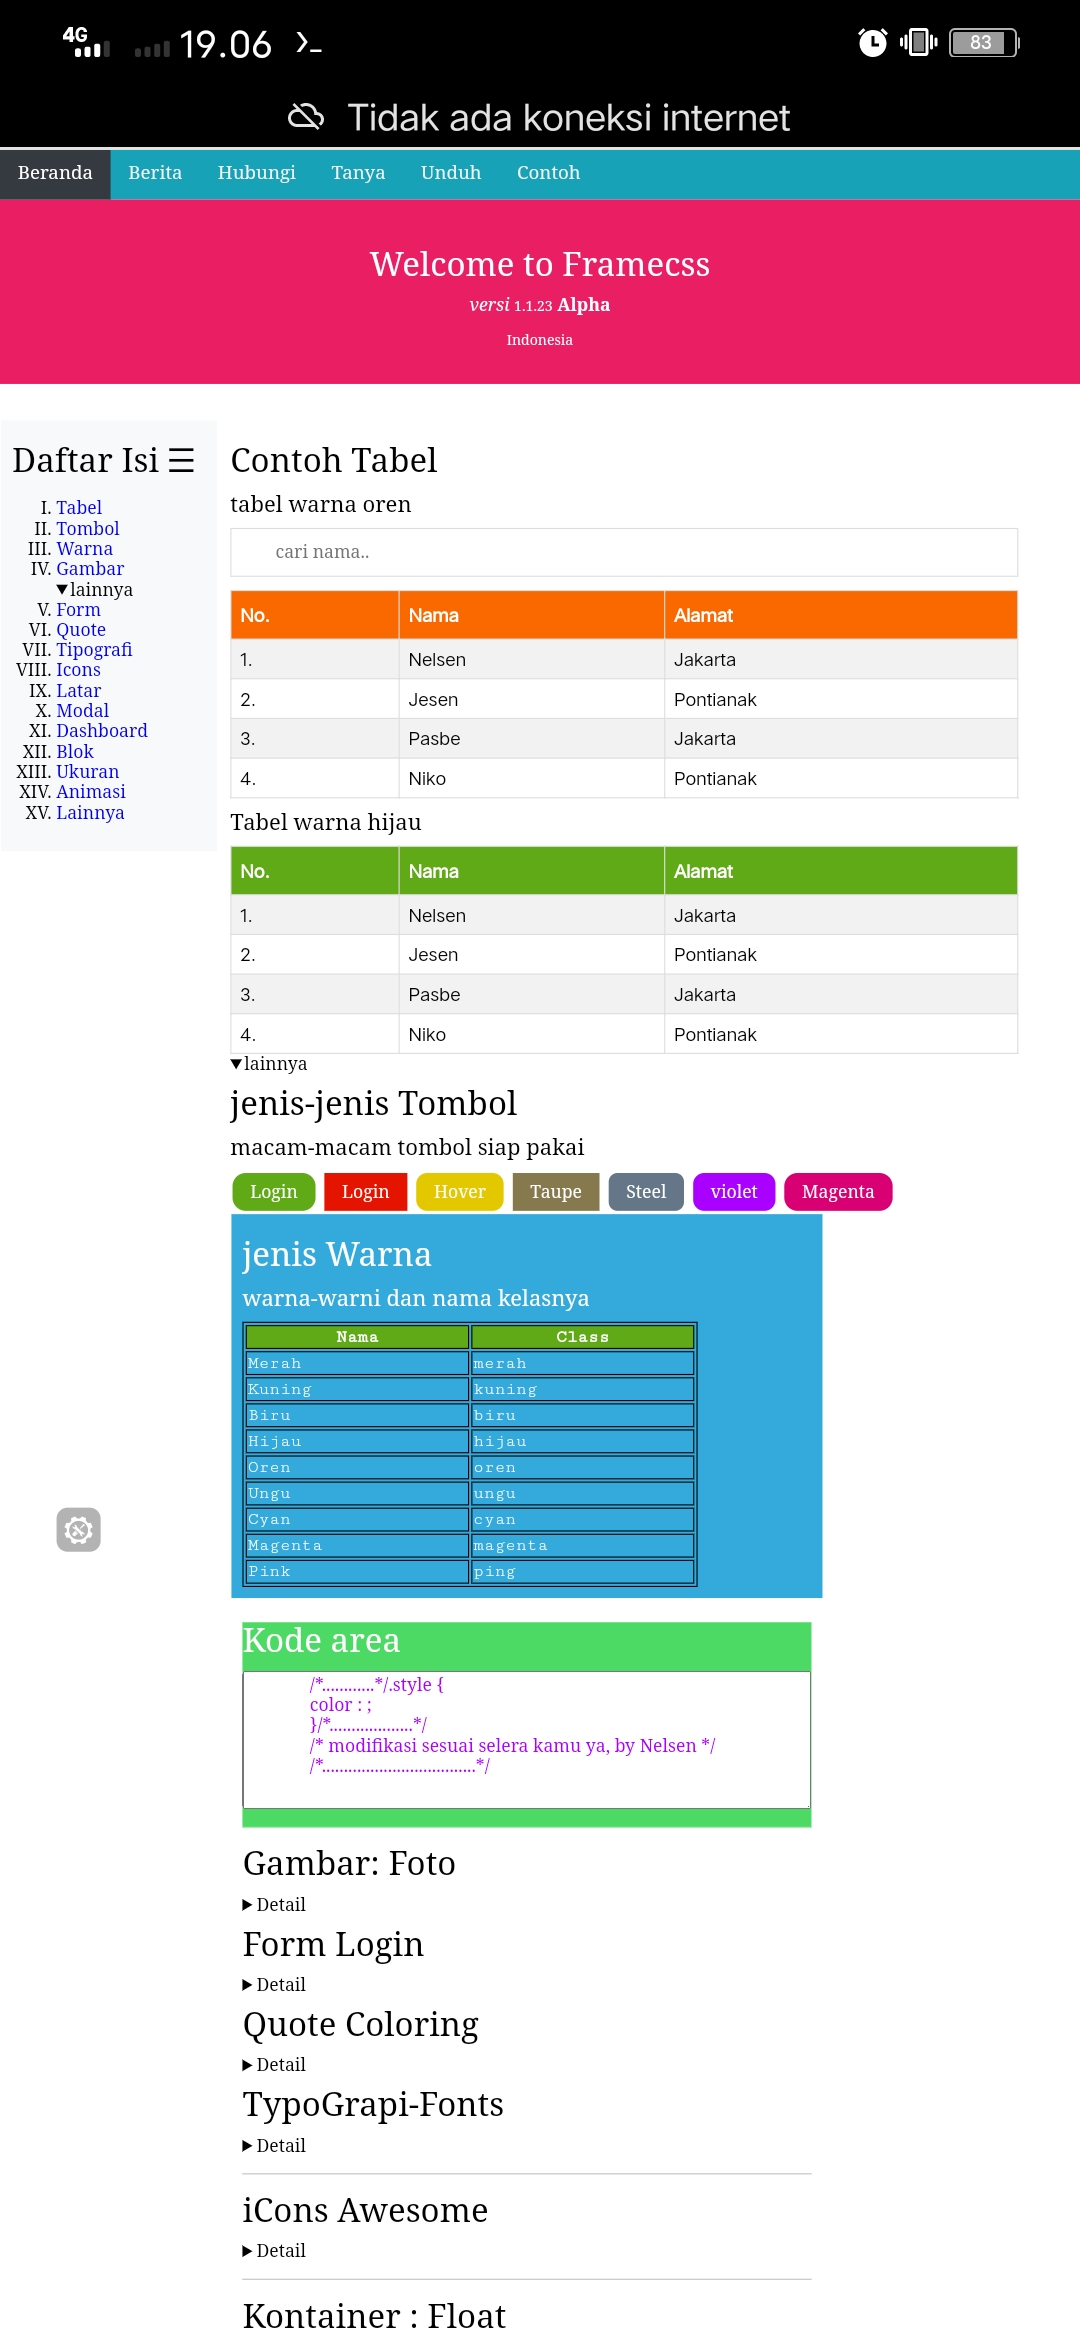 4G 19.06 83
Tidak ada koneksi internet
Beranda Berita Hubungi Tanya Unduh Contoh
Welcome to Framecss
versi 1.1.23 Alpha
Indonesia
Daftar Isi ☰
I. Tabel
II. Tombol
III. Warna
IV. Gambar
▼lainnya
V. Form
VI. Quote
VII. Tipografi
VIII. Icons
IX. Latar
X. Modal
XI. Dashboard
XII. Blok
XIII. Ukuran
XIV. Animasi
XV. Lainnya
Contoh Tabel
tabel warna oren
cari nama..
No. Nama Alamat
1. Nelsen Jakarta
2. Jesen Pontianak
3. Pasbe Jakarta
4. Niko Pontianak
Tabel warna hijau
No. Nama Alamat
1. Nelsen Jakarta
2. Jesen Pontianak
3. Pasbe Jakarta
4. Niko Pontianak
▼lainnya
jenis-jenis Tombol
macam-macam tombol siap pakai
Login Login Hover Taupe Steel violet Magenta
jenis Warna
warna-warni dan nama kelasnya
Nama Class
Merah merah
Kuning kuning
Biru biru
Hijau hijau
Oren oren
Ungu ungu
Cyan cyan
Magenta magenta
Pink ping
Kode area
/*............*/.style {
color : ;
}/*...................*/
/* modifikasi sesuai selera kamu ya, by Nelsen */
/*...................................*/
Gambar: Foto
▶ Detail
Form Login
▶ Detail
Quote Coloring
▶ Detail
TypoGrapi-Fonts
▶ Detail
iCons Awesome
▶ Detail
Kontainer : Float